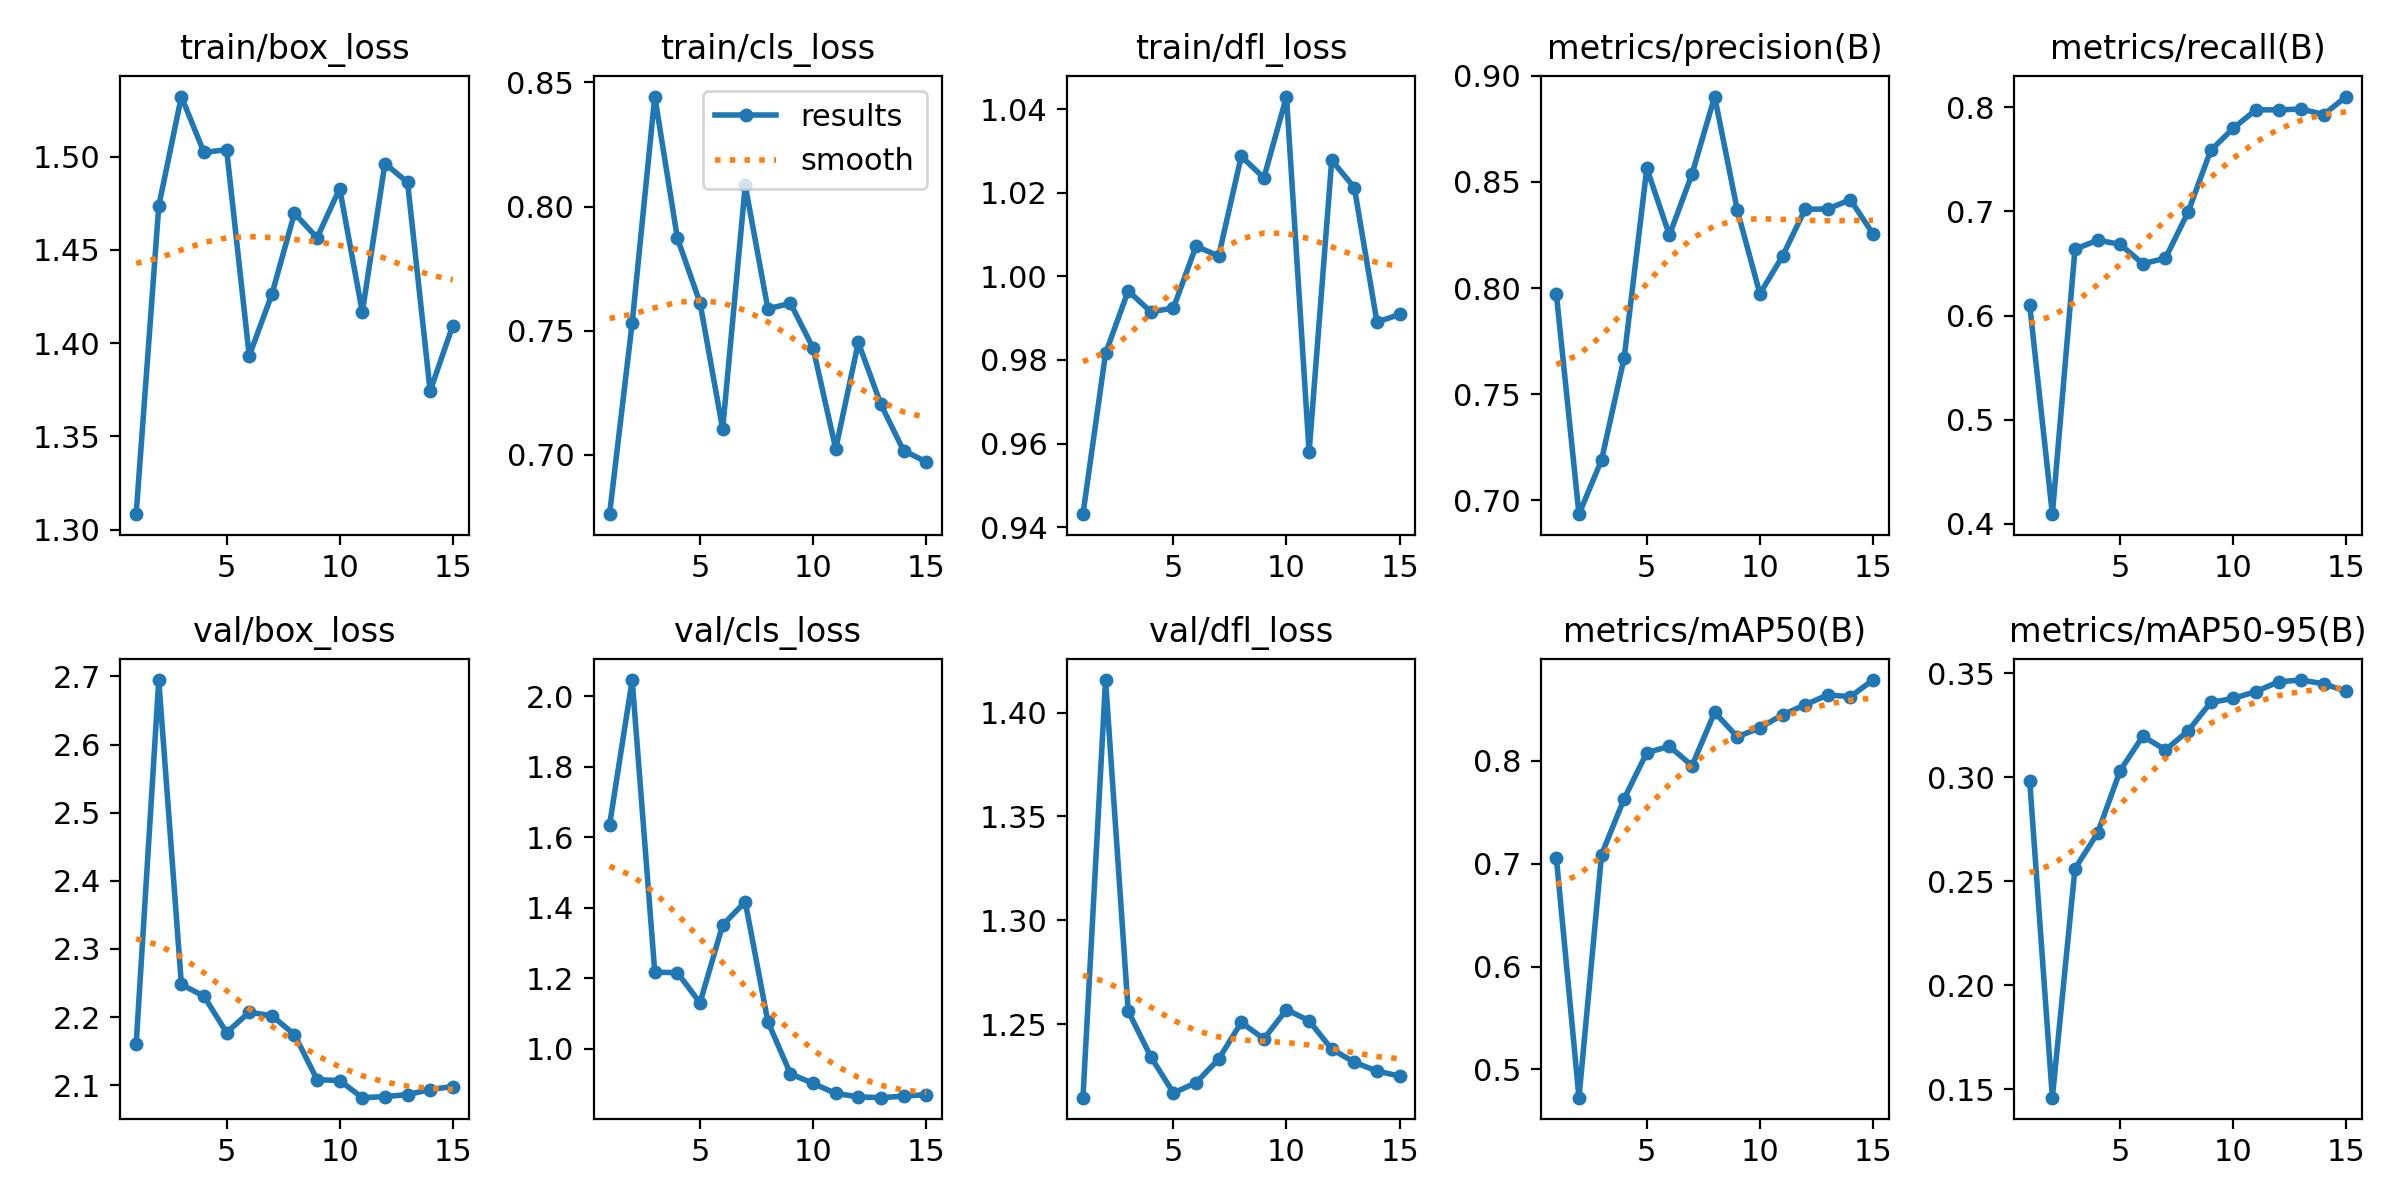 train/box_loss
1.50
1.45
1.40
1.35
1.30
5 10 15
train/cls_loss
results
smooth
0.85
0.80
0.75
0.70
5 10 15
train/dfl_loss
1.04
1.02
1.00
0.98
0.96
0.94
5 10 15
metrics/precision(B)
0.90
0.85
0.80
0.75
0.70
5 10 15
metrics/recall(B)
0.8
0.7
0.6
0.5
0.4
5 10 15
val/box_loss
2.7
2.6
2.5
2.4
2.3
2.2
2.1
5 10 15
val/cls_loss
2.0
1.8
1.6
1.4
1.2
1.0
5 10 15
val/dfl_loss
1.40
1.35
1.30
1.25
5 10 15
metrics/mAP50(B)
0.8
0.7
0.6
0.5
5 10 15
metrics/mAP50-95(B)
0.35
0.30
0.25
0.20
0.15
5 10 15